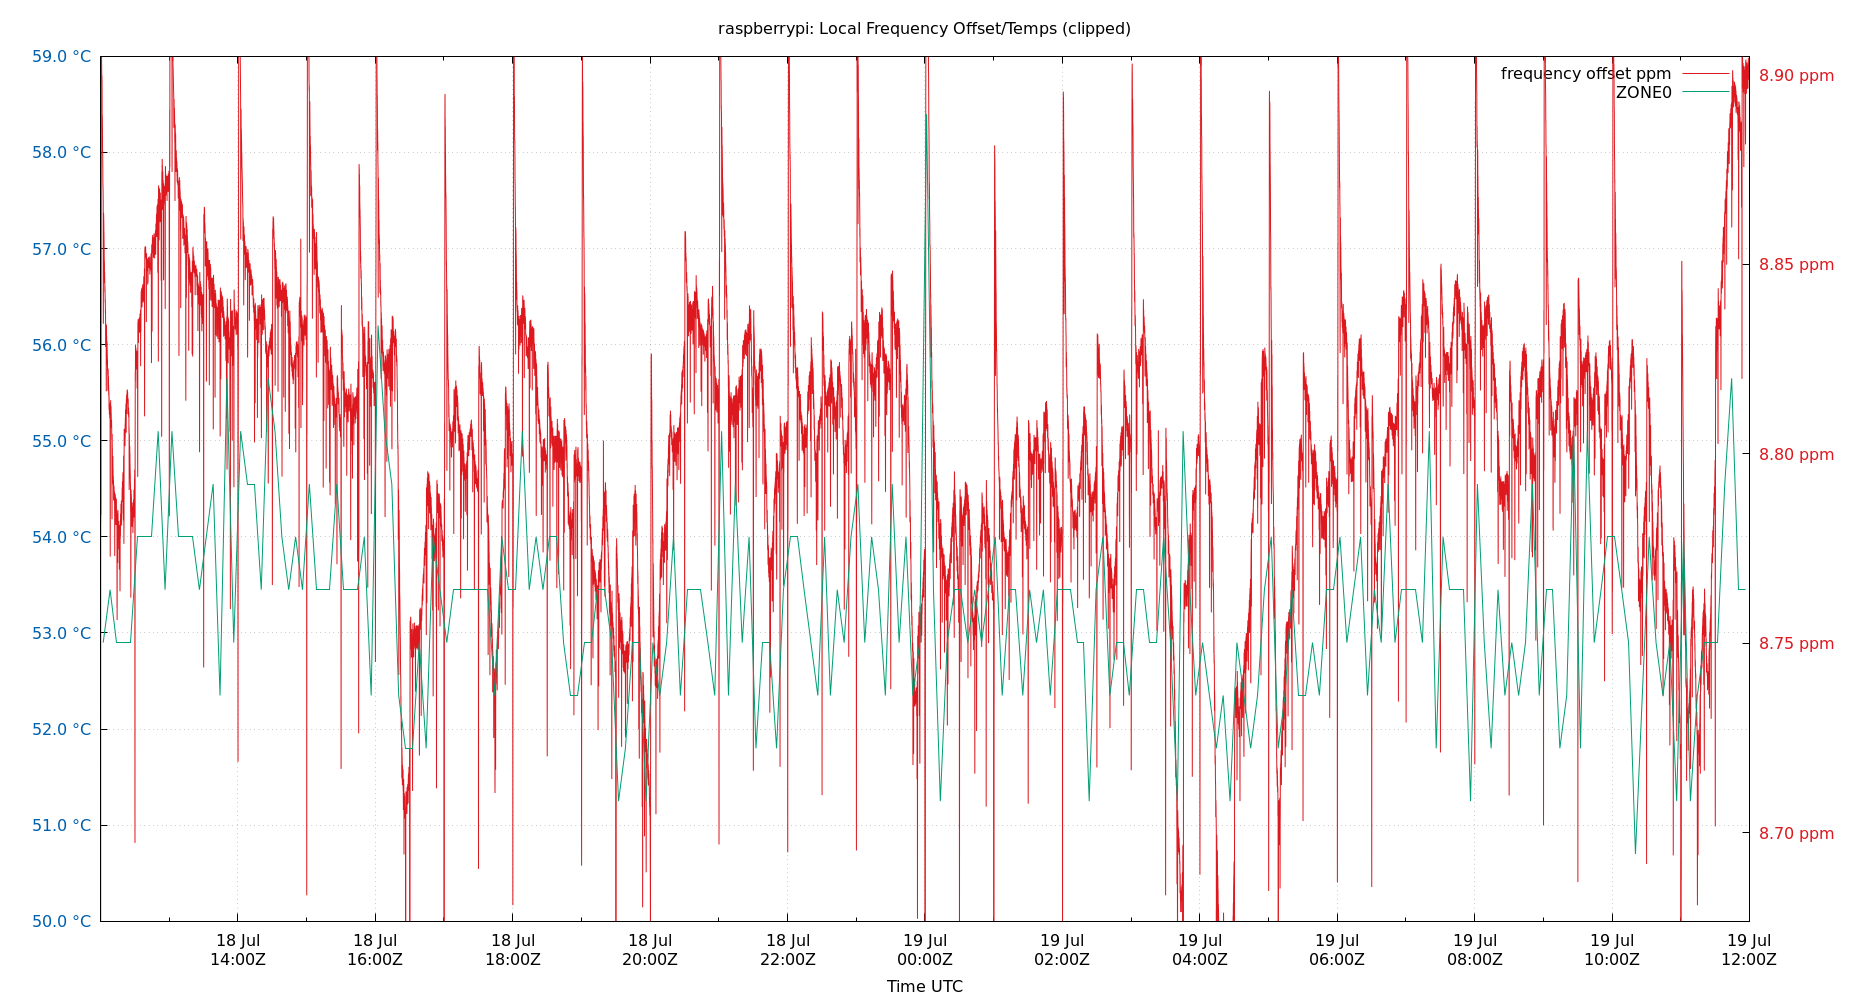 raspberrypi: Local Frequency Offset/Temps (clipped)
59.0 °C
58.0 °C
57.0 °C
56.0 °C
55.0 °C
54.0 °C
53.0 °C
52.0 °C
51.0 °C
50.0 °C
frequency offset ppm
ZONE0
8.90 ppm
8.85 ppm
8.80 ppm
8.75 ppm
8.70 ppm
18 Jul
14:00Z
18 Jul
16:00Z
18 Jul
18:00Z
18 Jul
20:00Z
18 Jul
22:00Z
19 Jul
00:00Z
19 Jul
02:00Z
19 Jul
04:00Z
19 Jul
06:00Z
19 Jul
08:00Z
19 Jul
10:00Z
19 Jul
12:00Z
Time UTC